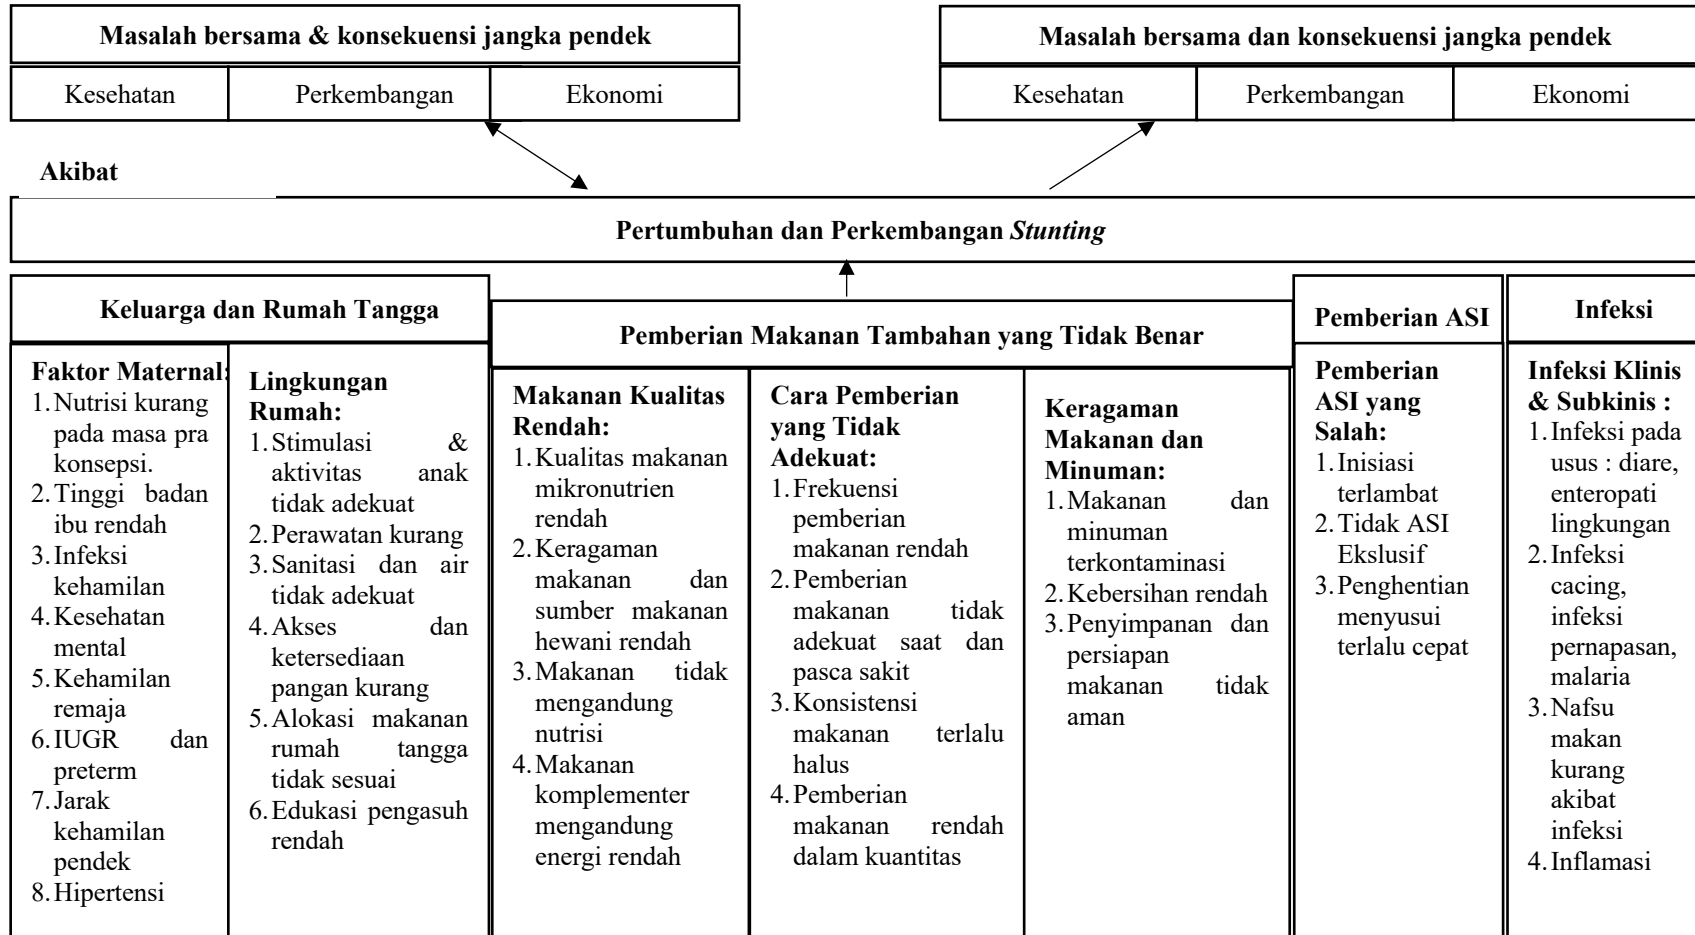 Masalah bersama & konsekuensi jangka pendek
Kesehatan Perkembangan Ekonomi
Masalah bersama dan konsekuensi jangka pendek
Kesehatan Perkembangan Ekonomi
Akibat
Pertumbuhan dan Perkembangan Stunting
Keluarga dan Rumah Tangga
Faktor Maternal:
1. Nutrisi kurang
pada masa pra
konsepsi.
2. Tinggi badan
ibu rendah
3. Infeksi
kehamilan
4. Kesehatan
mental
5. Kehamilan
remaja
6. IUGR dan
preterm
7. Jarak
kehamilan
pendek
8. Hipertensi
Lingkungan
Rumah:
1. Stimulasi &
aktivitas anak
tidak adekuat
2. Perawatan kurang
3. Sanitasi dan air
tidak adekuat
4. Akses dan
ketersediaan
pangan kurang
5. Alokasi makanan
rumah tangga
tidak sesuai
6. Edukasi pengasuh
rendah
Pemberian Makanan Tambahan yang Tidak Benar
Makanan Kualitas
Rendah:
1. Kualitas makanan
mikronutrien
rendah
2. Keragaman
makanan dan
sumber makanan
hewani rendah
3. Makanan tidak
mengandung
nutrisi
4. Makanan
komplementer
mengandung
energi rendah
Cara Pemberian
yang Tidak
Adekuat:
1. Frekuensi
pemberian
makanan rendah
2. Pemberian
makanan tidak
adekuat saat dan
pasca sakit
3. Konsistensi
makanan terlalu
halus
4. Pemberian
makanan rendah
dalam kuantitas
Keragaman
Makanan dan
Minuman:
1. Makanan dan
minuman
terkontaminasi
2. Kebersihan rendah
3. Penyimpanan dan
persiapan
makanan tidak
aman
Pemberian ASI
Pemberian
ASI yang
Salah:
1. Inisiasi
terlambat
2. Tidak ASI
Ekslusif
3. Penghentian
menyusui
terlalu cepat
Infeksi
Infeksi Klinis
& Subkinis :
1. Infeksi pada
usus : diare,
enteropati
lingkungan
2. Infeksi
cacing,
infeksi
pernapasan,
malaria
3. Nafsu
makan
kurang
akibat
infeksi
4. Inflamasi